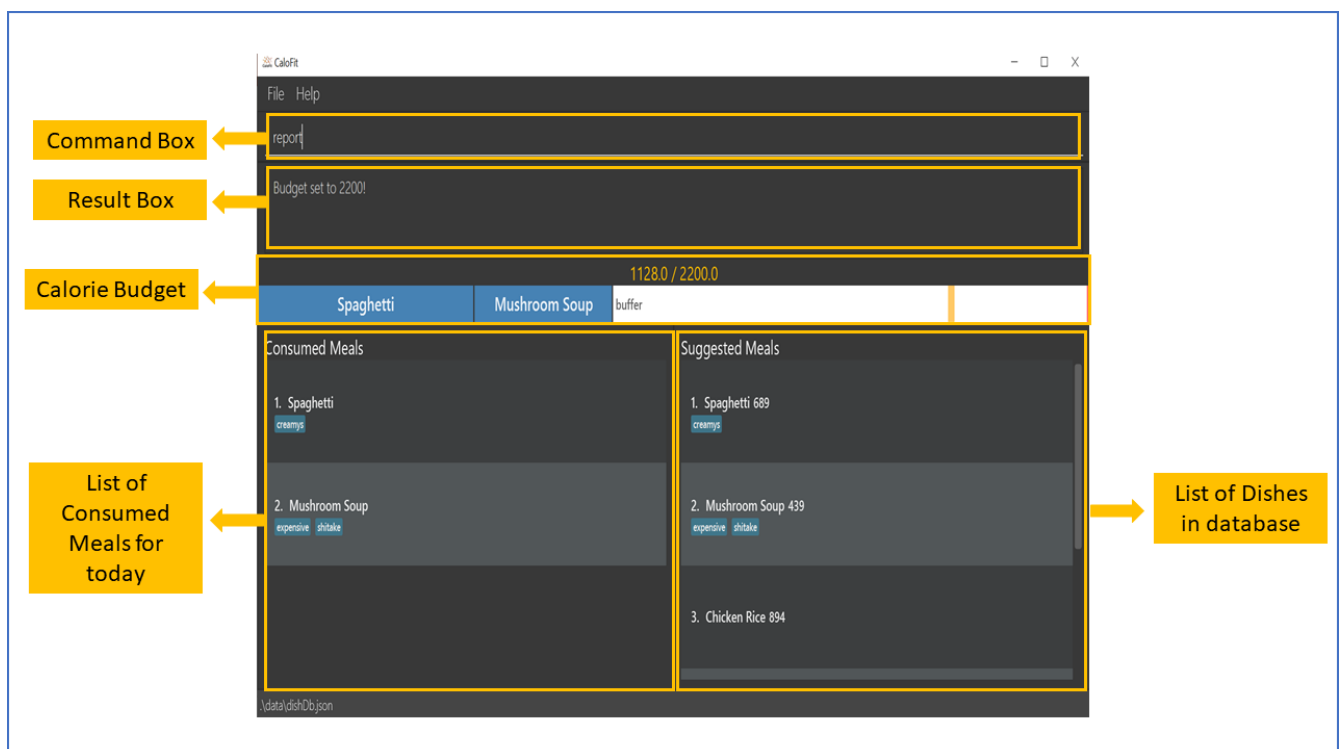 CaloFit
File Help
Command Box
report
Result Box
Budget set to 2200!
Calorie Budget
1128.0 / 2200.0
Spaghetti
Mushroom Soup
buffer
Consumed Meals
1. Spaghetti
creamys
2. Mushroom Soup
expensive shitake
Suggested Meals
1. Spaghetti 689
creamys
2. Mushroom Soup 439
expensive shitake
3. Chicken Rice 894
List of
Consumed
Meals for
today
List of Dishes
in database
.\data\dishDb.json